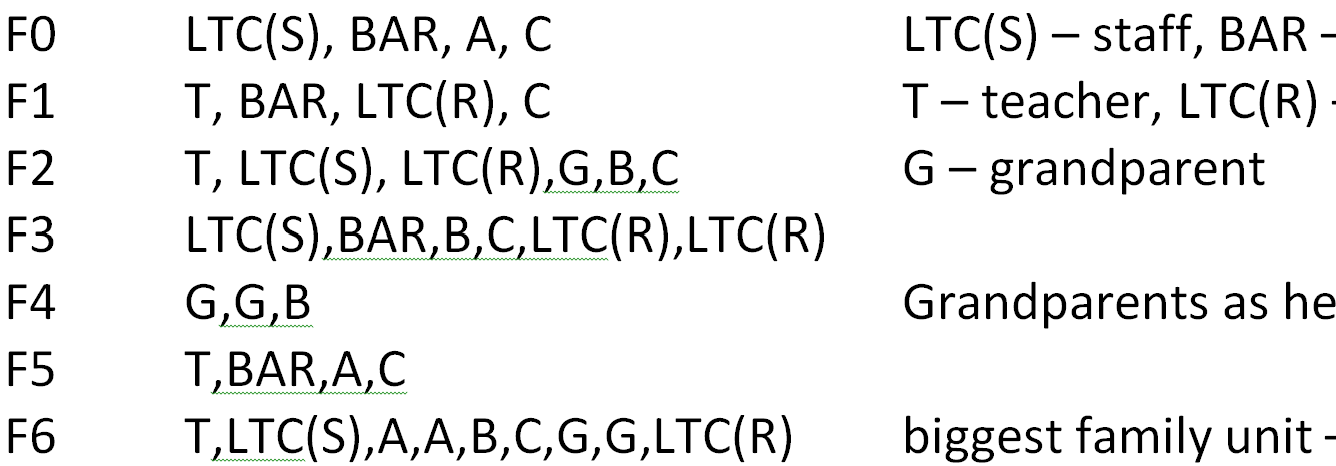 F0 LTC(S), BAR, A, C LTC(S) – staff, BAR –
F1 T, BAR, LTC(R), C T – teacher, LTC(R) -
F2 T, LTC(S), LTC(R),G,B,C G – grandparent
F3 LTC(S),BAR,B,C,LTC(R),LTC(R)
F4 G,G,B Grandparents as he
F5 T,BAR,A,C
F6 T,LTC(S),A,A,B,C,G,G,LTC(R) biggest family unit -